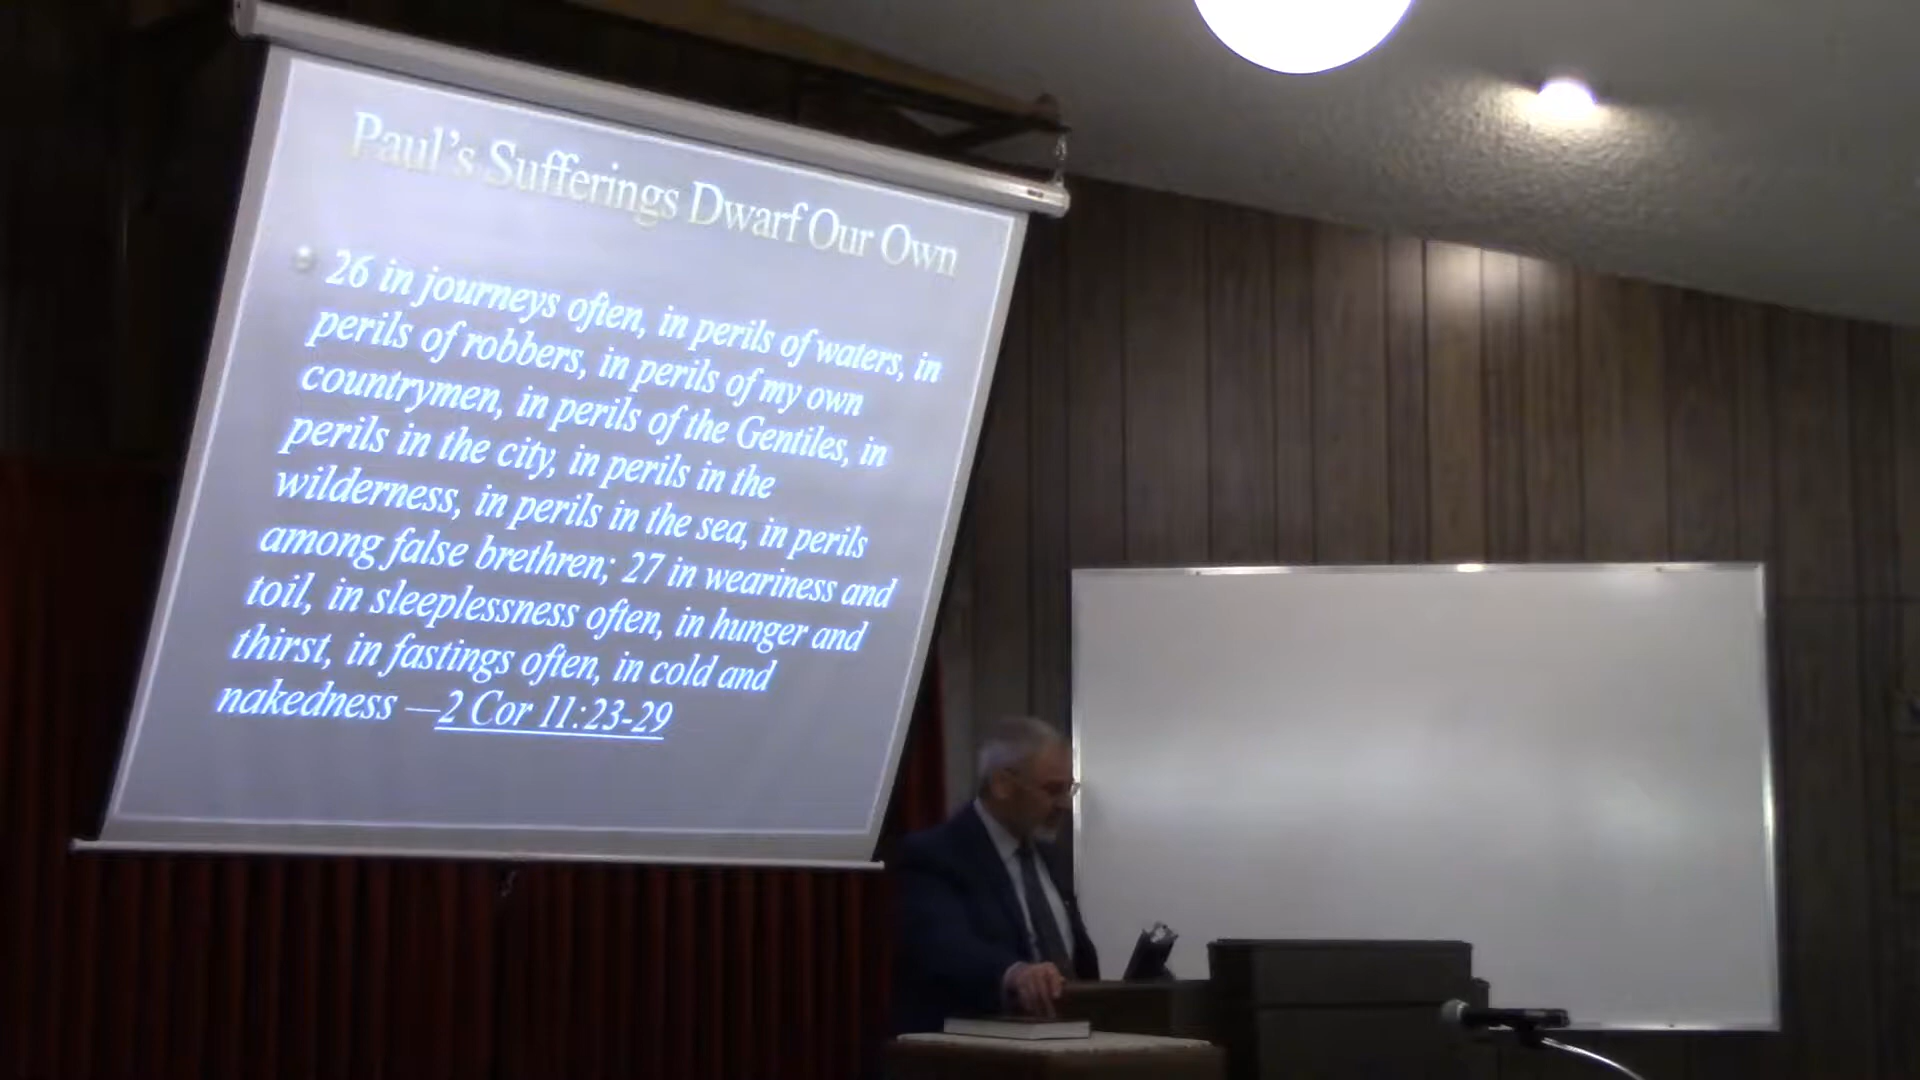 Paul's Sufferings Dwarf Our Own
26 in journeys often, in perils of waters, in
perils of robbers, in perils of my own
countrymen, in perils of the Gentiles, in
perils in the city, in perils in the
wilderness, in perils in the sea, in perils
among false brethren; 27 in weariness and
toil, in sleeplessness often, in hunger and
thirst, in fastings often, in cold and
nakedness —2 Cor 11:23-29